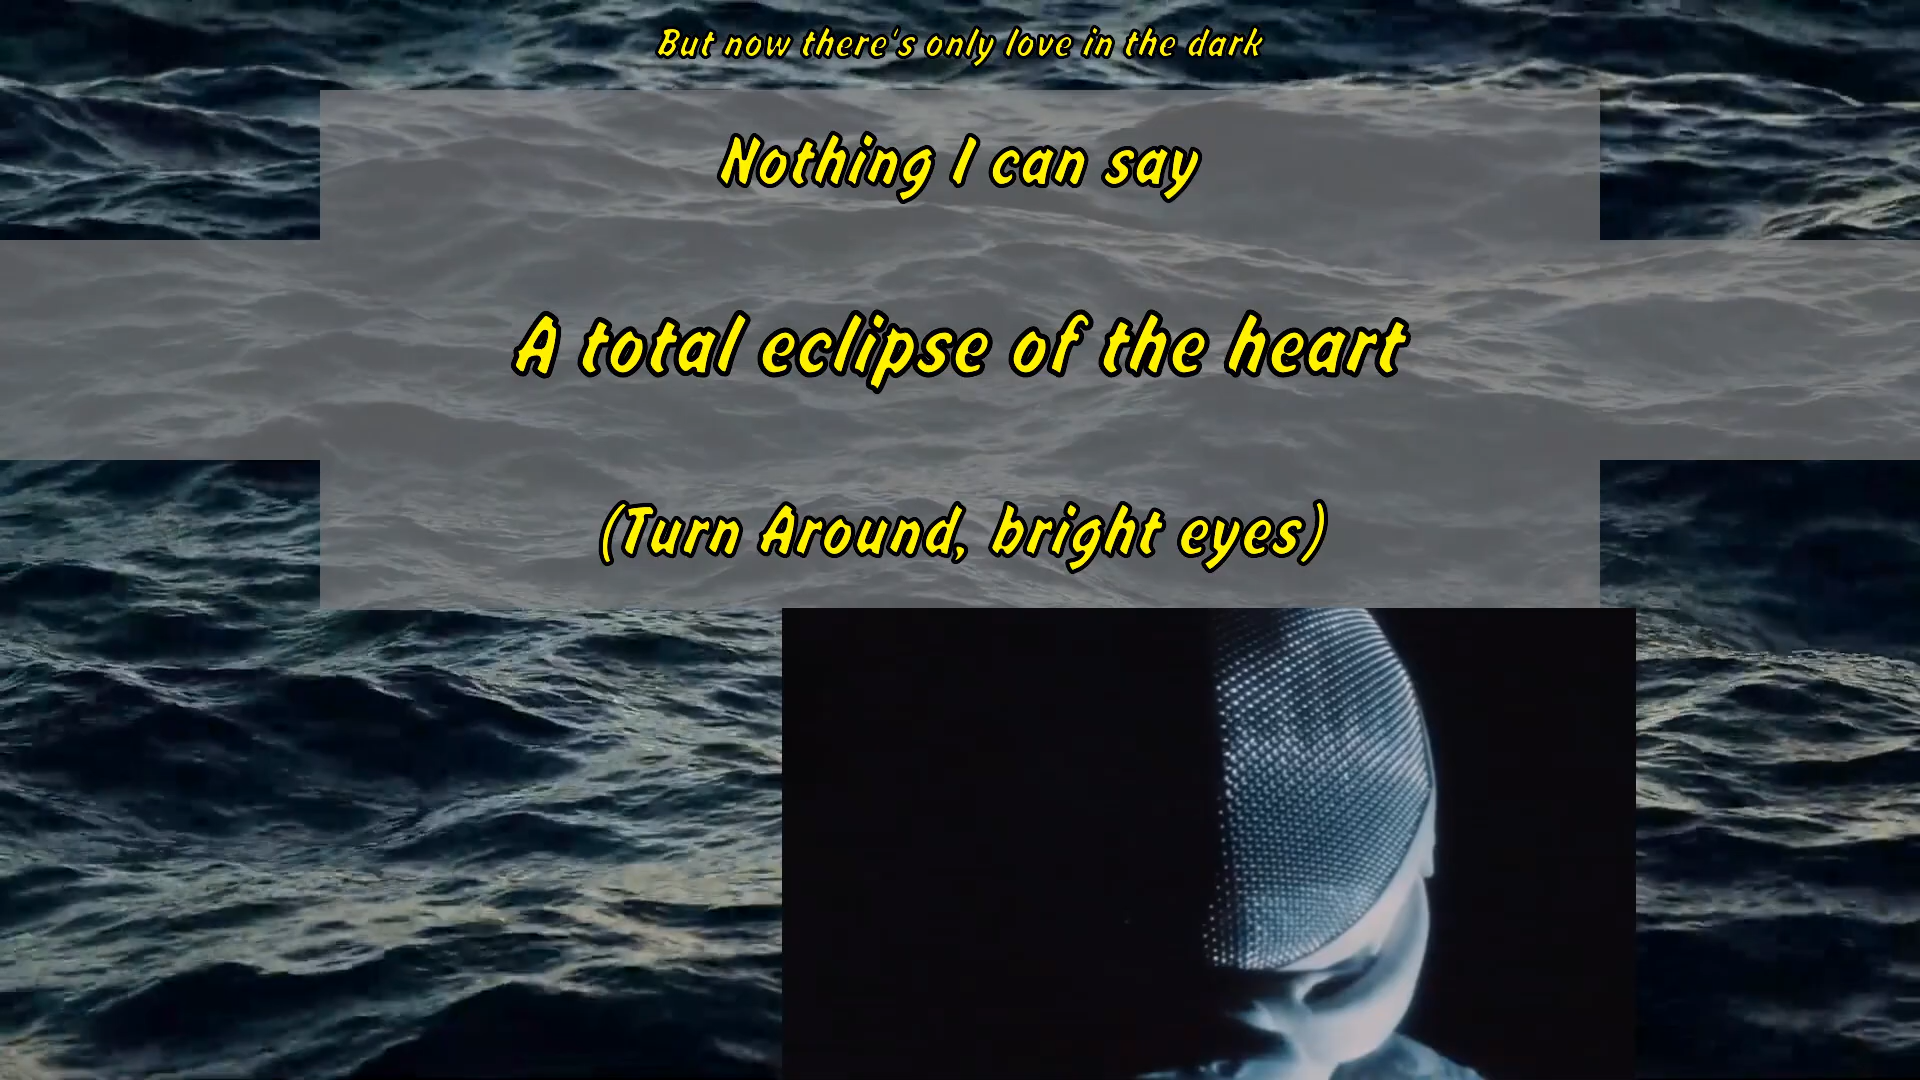 But now there's only love in the dark
Nothing I can say
A total eclipse of the heart
(Turn Around, bright eyes)